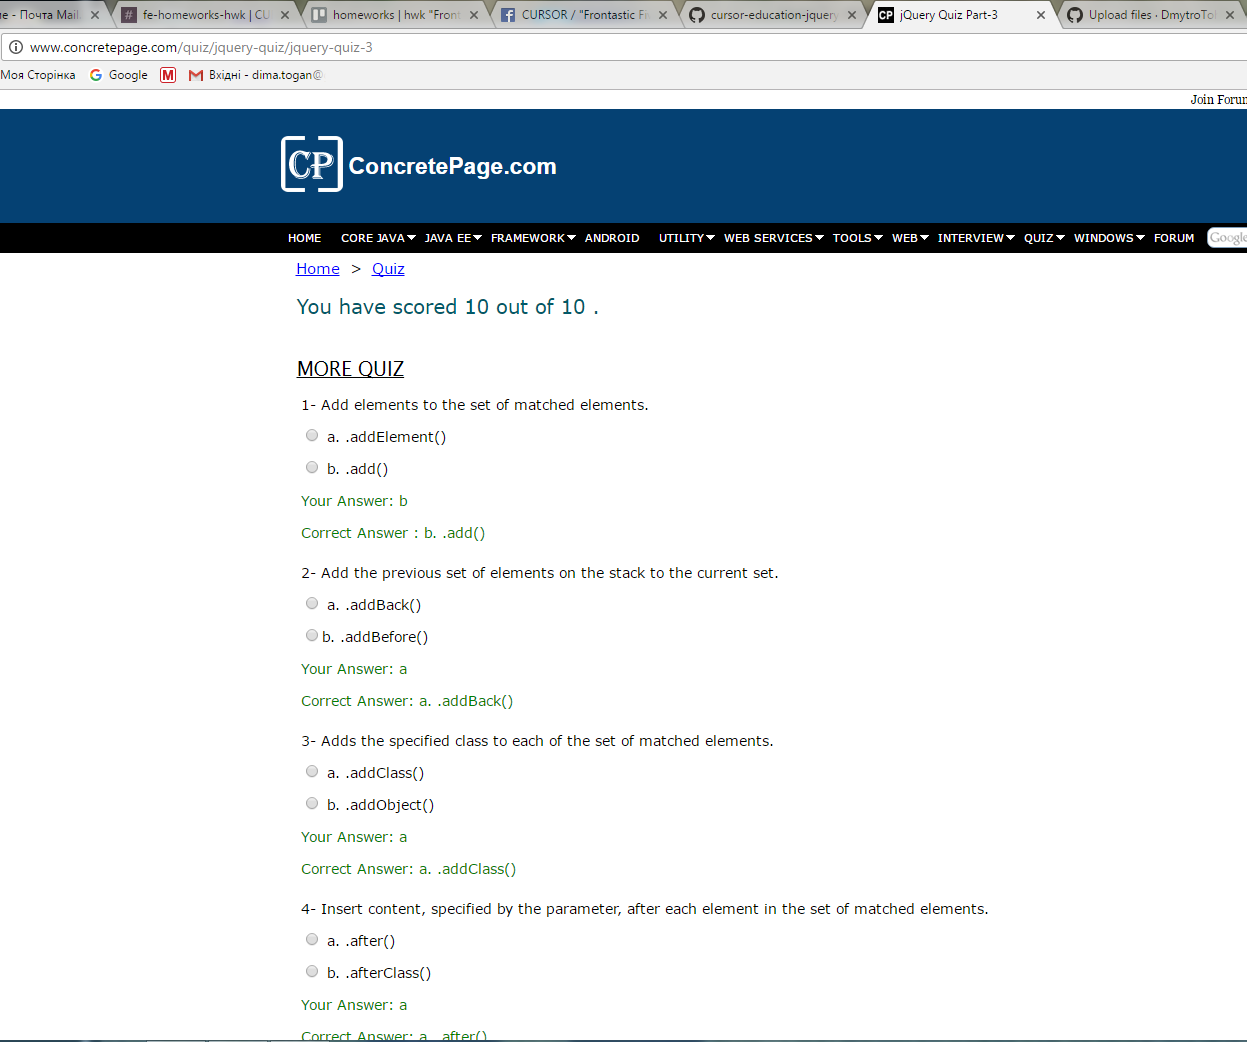 ие - Почта Mail. fe-homeworks-hwk | CU homeworks | hwk "Front CURSOR / "Frontastic Fr cursor-education-jquery jQuery Quiz Part-3 Upload files · DmytroTo
www.concretepage.com/quiz/jquery-quiz/jquery-quiz-3
Моя Сторінка Google M Вхідні - dima.togan@
Join Forum
CP ConcretePage.com
HOME CORE JAVA JAVA EE FRAMEWORK ANDROID UTILITY WEB SERVICES TOOLS WEB INTERVIEW QUIZ WINDOWS FORUM Google
Home > Quiz
You have scored 10 out of 10 .
MORE QUIZ
1- Add elements to the set of matched elements.
a. .addElement()
b. .add()
Your Answer: b
Correct Answer : b. .add()
2- Add the previous set of elements on the stack to the current set.
a. .addBack()
b. .addBefore()
Your Answer: a
Correct Answer: a. .addBack()
3- Adds the specified class to each of the set of matched elements.
a. .addClass()
b. .addObject()
Your Answer: a
Correct Answer: a. .addClass()
4- Insert content, specified by the parameter, after each element in the set of matched elements.
a. .after()
b. .afterClass()
Your Answer: a
Correct Answer: a. .after()